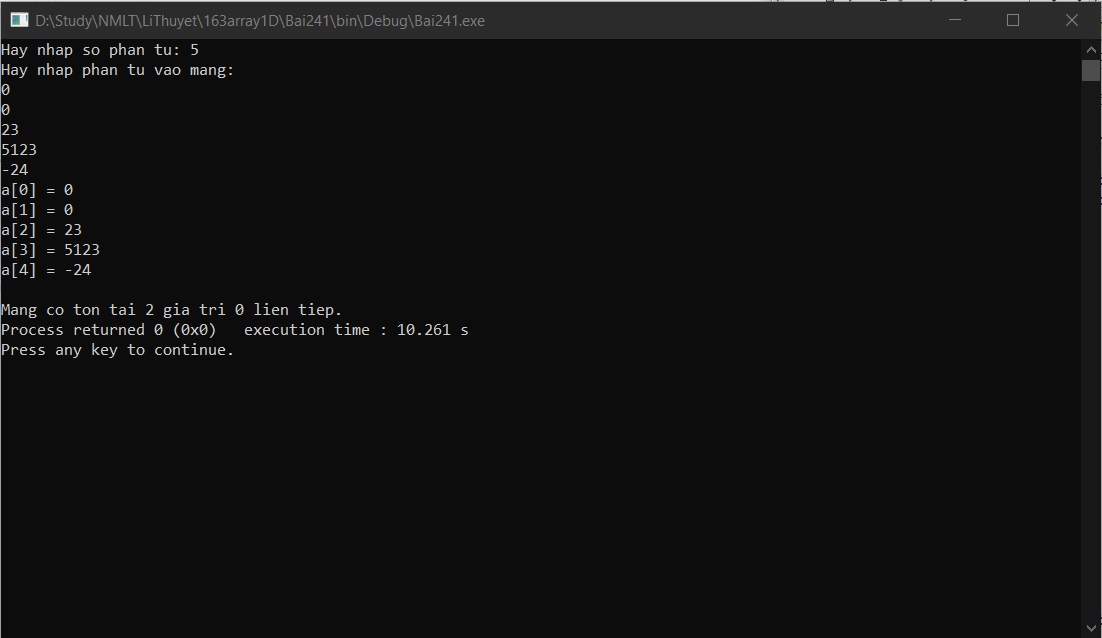 D:\Study\NMLT\LiThuyet\163array1D\Bai241\bin\Debug\Bai241.exe
Hay nhap so phan tu: 5
Hay nhap phan tu vao mang:
0
0
23
5123
-24
a[0] = 0
a[1] = 0
a[2] = 23
a[3] = 5123
a[4] = -24
Mang co ton tai 2 gia tri 0 lien tiep.
Process returned 0 (0x0)   execution time : 10.261 s
Press any key to continue.